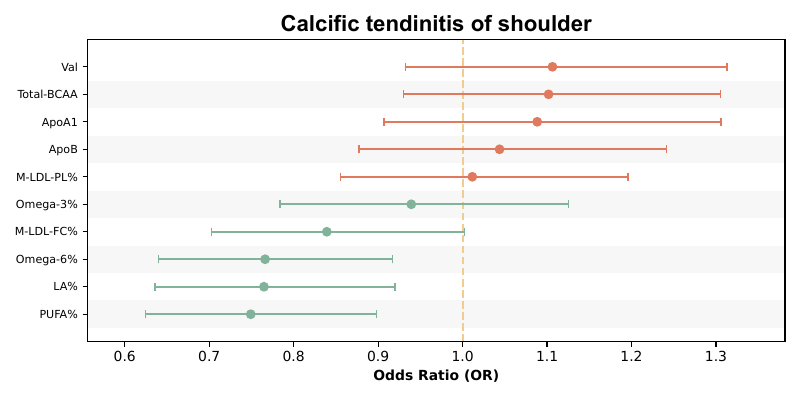 Calcific tendinitis of shoulder
Val
Total-BCAA
ApoA1
ApoB
M-LDL-PL%
Omega-3%
M-LDL-FC%
Omega-6%
LA%
PUFA%
0.6 0.7 0.8 0.9 1.0 1.1 1.2 1.3
Odds Ratio (OR)